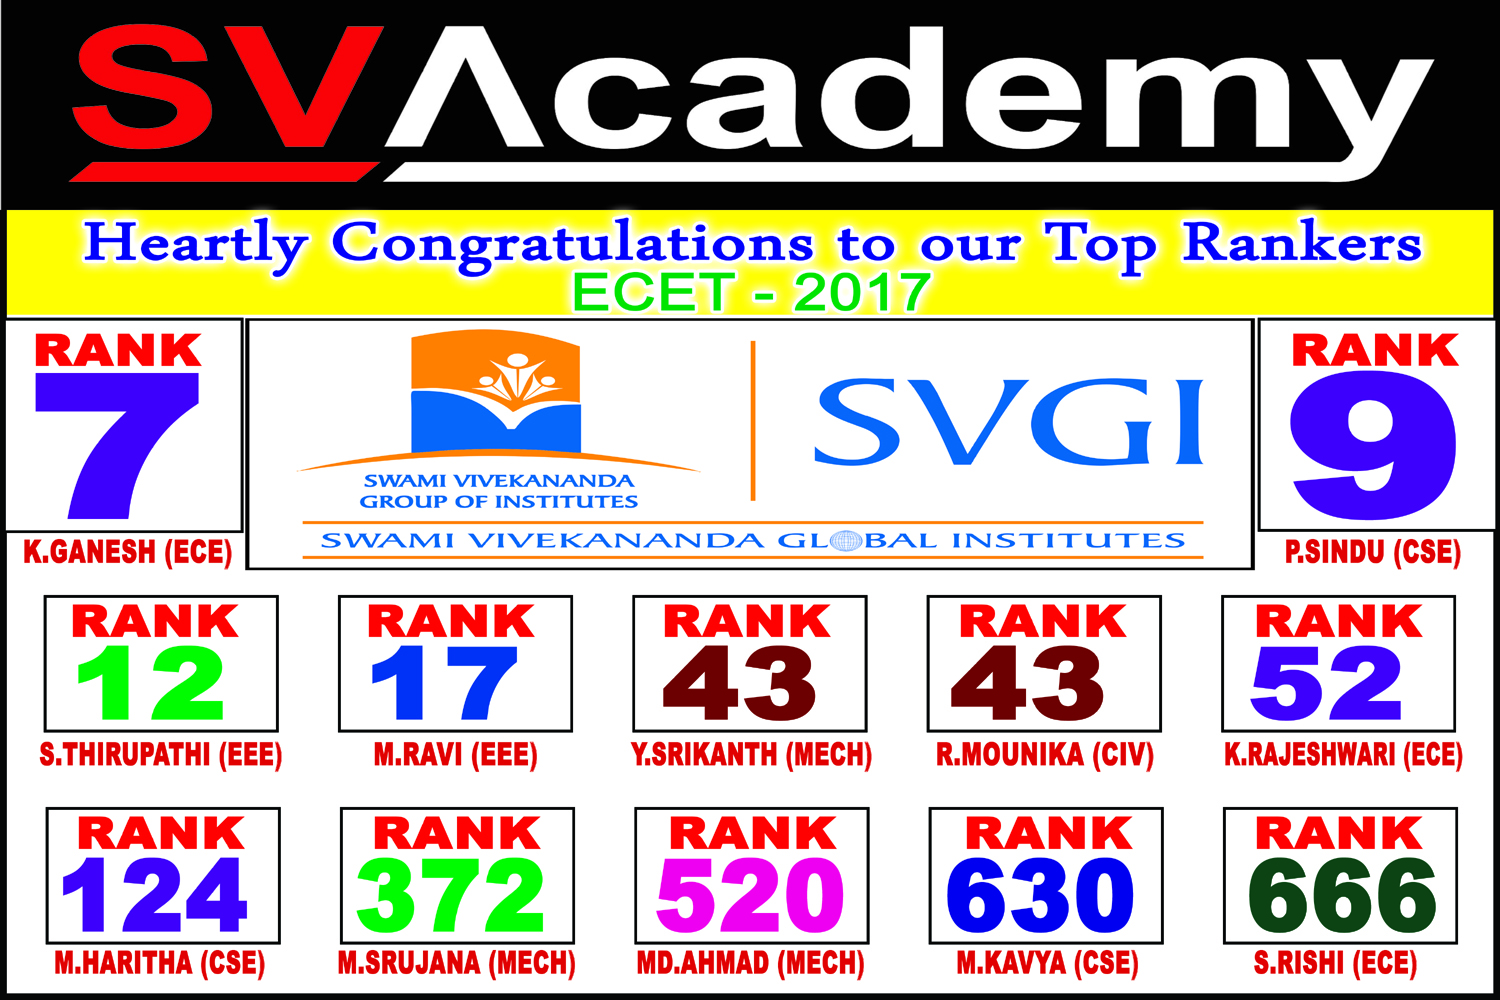 SVAcademy
Heartly Congratulations to our Top Rankers
ECET - 2017
RANK
7
K.GANESH (ECE)
SWAMI VIVEKANANDA
GROUP OF INSTITUTES
SVGI
SWAMI VIVEKANANDA GLOBAL INSTITUTES
RANK
9
P.SINDU (CSE)
RANK
12
S.THIRUPATHI (EEE)
RANK
17
M.RAVI (EEE)
RANK
43
Y.SRIKANTH (MECH)
RANK
43
R.MOUNIKA (CIV)
RANK
52
K.RAJESHWARI (ECE)
RANK
124
M.HARITHA (CSE)
RANK
372
M.SRUJANA (MECH)
RANK
520
MD.AHMAD (MECH)
RANK
630
M.KAVYA (CSE)
RANK
666
S.RISHI (ECE)